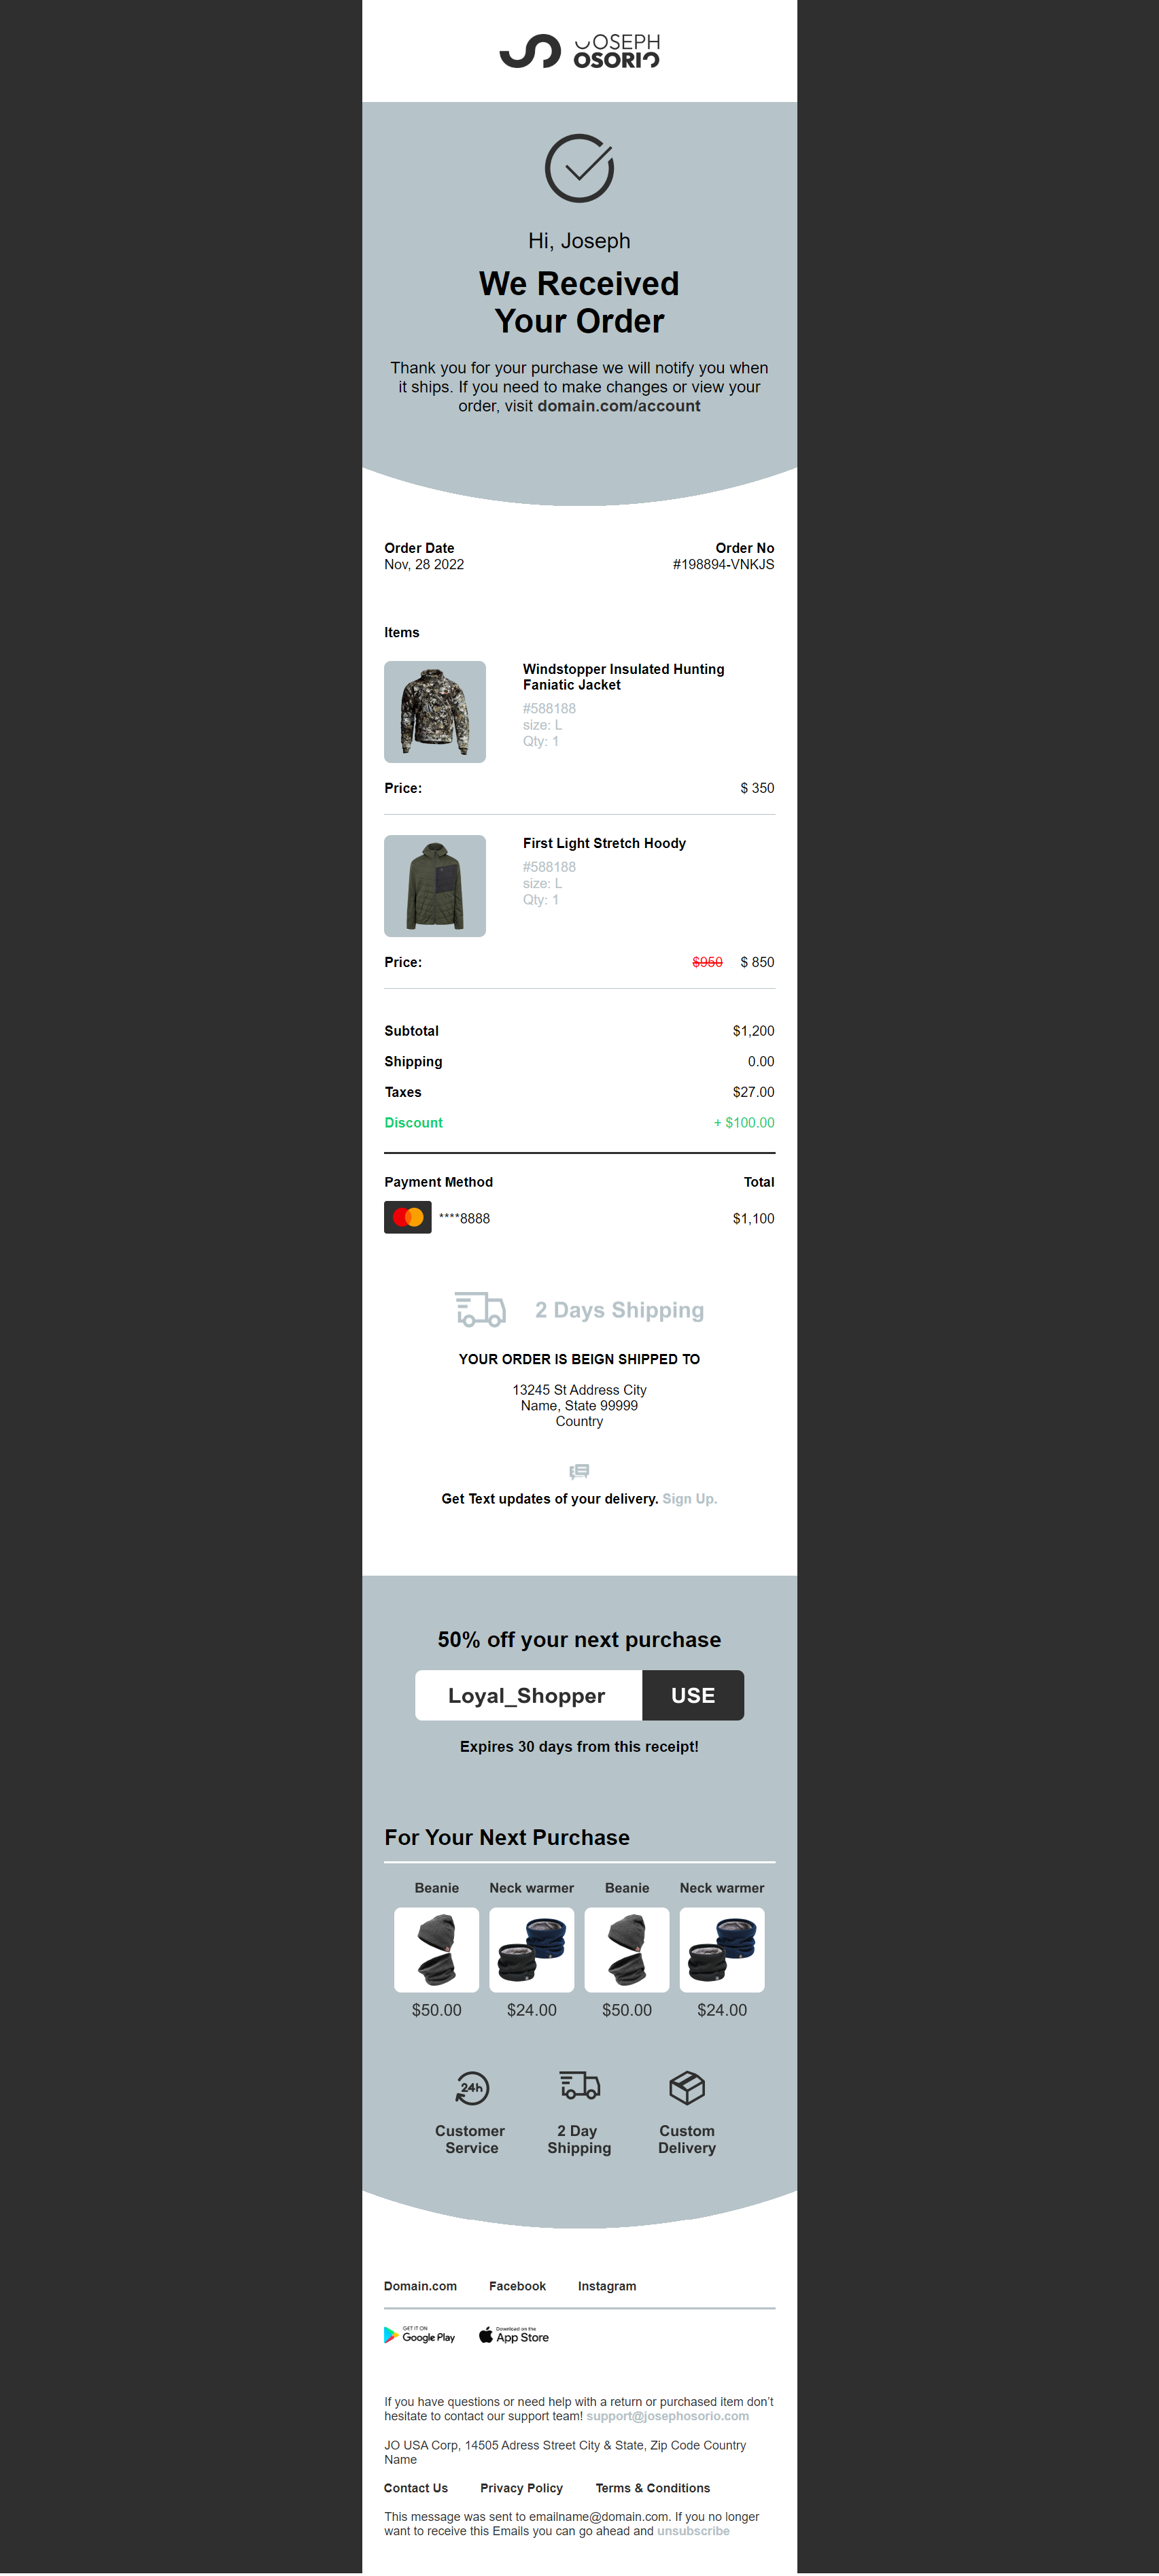 JOSEPH
OSORIO
Hi, Joseph
We Received
Your Order
Thank you for your purchase we will notify you when
it ships. If you need to make changes or view your
order, visit domain.com/account
Order Date
Nov, 28 2022
Order No
#198894-VNKJS
Items
Windstopper Insulated Hunting
Faniatic Jacket
#588188
size: L
Qty: 1
Price: $ 350
First Light Stretch Hoody
#588188
size: L
Qty: 1
Price: $950 $ 850
Subtotal $1,200
Shipping 0.00
Taxes $27.00
Discount + $100.00
Payment Method Total
****8888 $1,100
2 Days Shipping
YOUR ORDER IS BEIGN SHIPPED TO
13245 St Address City
Name, State 99999
Country
Get Text updates of your delivery. Sign Up.
50% off your next purchase
Loyal_Shopper USE
Expires 30 days from this receipt!
For Your Next Purchase
Beanie Neck warmer Beanie Neck warmer
$50.00 $24.00 $50.00 $24.00
24h
Customer
Service
2 Day
Shipping
Custom
Delivery
Domain.com Facebook Instagram
GET IT ON
Google Play
Download on the
App Store
If you have questions or need help with a return or purchased item don't
hesitate to contact our support team! support@josephosorio.com
JO USA Corp, 14505 Adress Street City & State, Zip Code Country
Name
Contact Us Privacy Policy Terms & Conditions
This message was sent to emailname@domain.com. If you no longer
want to receive this Emails you can go ahead and unsubscribe